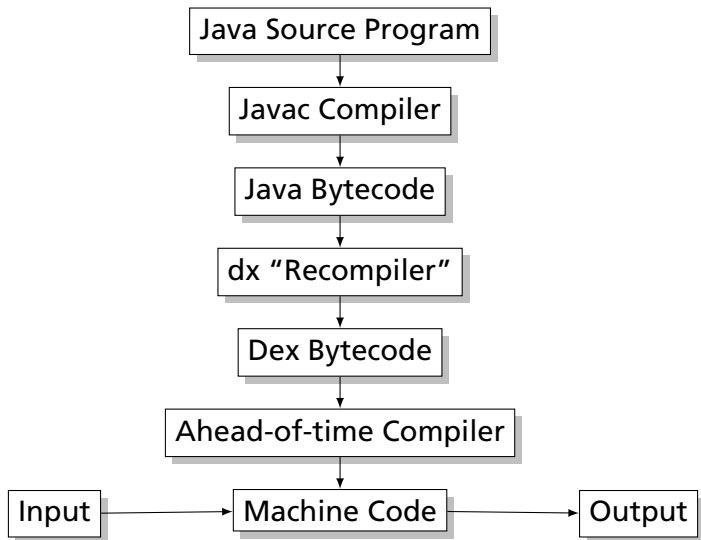 Java Source Program
Javac Compiler
Java Bytecode
dx “Recompiler”
Dex Bytecode
Ahead-of-time Compiler
Input
Machine Code
Output